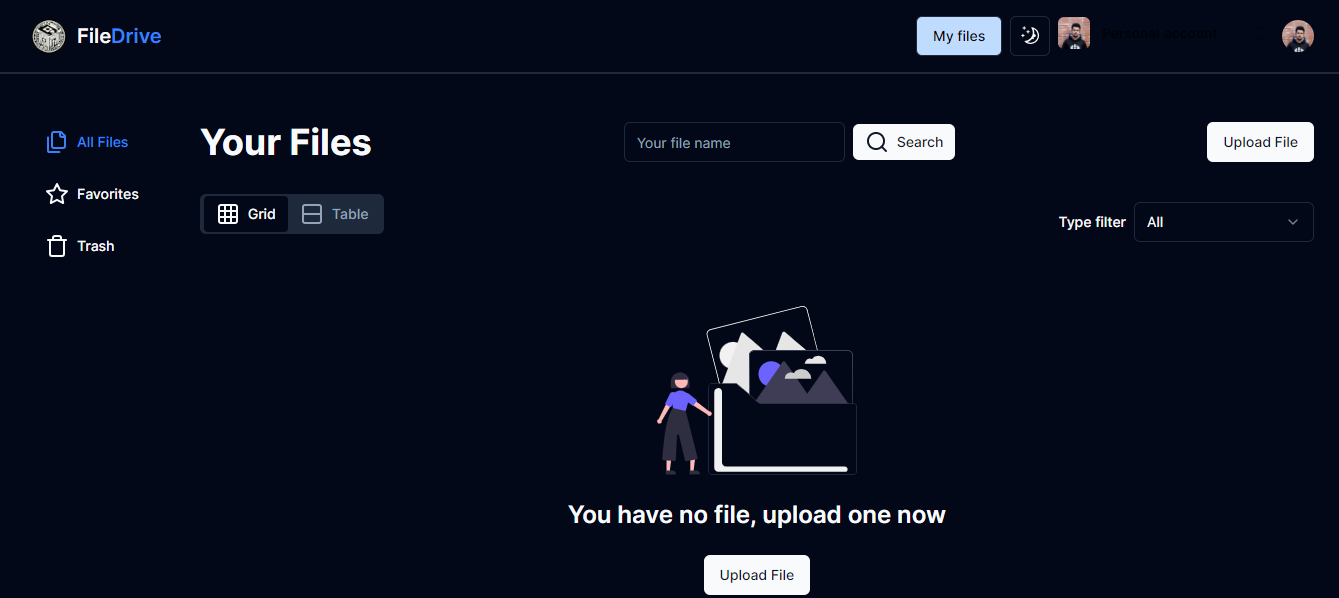 FileDrive
My files
Personal account
All Files
Favorites
Trash
Your Files
Your file name
Search
Upload File
Grid
Table
Type filter
All
You have no file, upload one now
Upload File